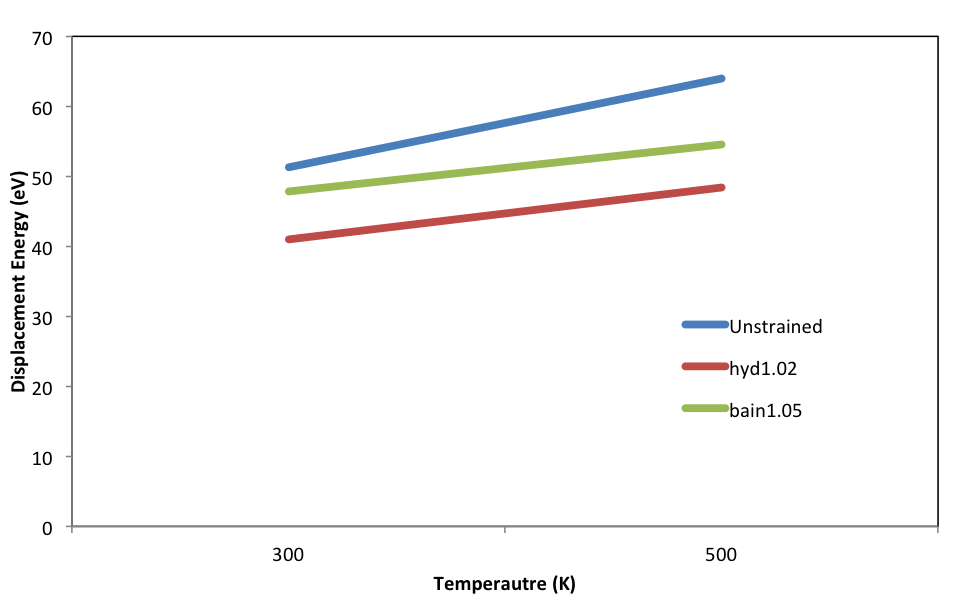 70
60
50
40
30
20
10
0
Displacement Energy (eV)
Unstrained
hyd1.02
bain1.05
300
500
Temperautre (K)